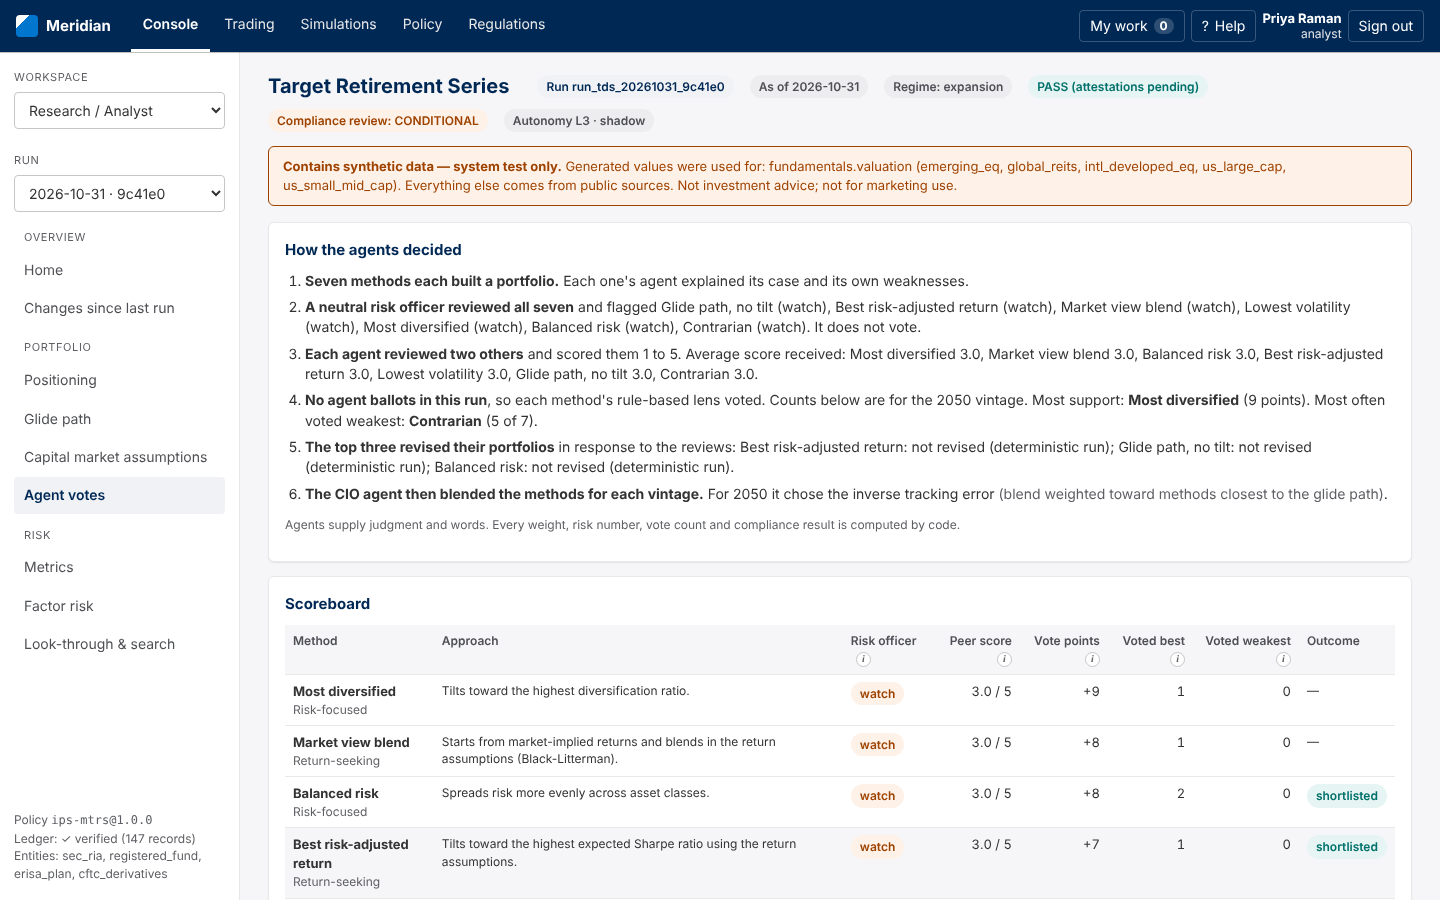 Meridian
Console
Trading
Simulations
Policy
Regulations
My work 0
? Help
Priya Raman
analyst
Sign out
WORKSPACE
Research / Analyst
RUN
2026-10-31 · 9c41e0
OVERVIEW
Home
Changes since last run
PORTFOLIO
Positioning
Glide path
Capital market assumptions
Agent votes
RISK
Metrics
Factor risk
Look-through & search
Policy ips-mtrs@1.0.0
Ledger: ✓ verified (147 records)
Entities: sec_ria, registered_fund,
erisa_plan, cftc_derivatives
Target Retirement Series
Run run_tds_20261031_9c41e0
As of 2026-10-31
Regime: expansion
PASS (attestations pending)
Compliance review: CONDITIONAL
Autonomy L3 · shadow
Contains synthetic data — system test only. Generated values were used for: fundamentals.valuation (emerging_eq, global_reits, intl_developed_eq, us_large_cap,
us_small_mid_cap). Everything else comes from public sources. Not investment advice; not for marketing use.
How the agents decided
1. Seven methods each built a portfolio. Each one's agent explained its case and its own weaknesses.
2. A neutral risk officer reviewed all seven and flagged Glide path, no tilt (watch), Best risk-adjusted return (watch), Market view blend (watch), Lowest volatility
(watch), Most diversified (watch), Balanced risk (watch), Contrarian (watch). It does not vote.
3. Each agent reviewed two others and scored them 1 to 5. Average score received: Most diversified 3.0, Market view blend 3.0, Balanced risk 3.0, Best risk-adjusted
return 3.0, Lowest volatility 3.0, Glide path, no tilt 3.0, Contrarian 3.0.
4. No agent ballots in this run, so each method's rule-based lens voted. Counts below are for the 2050 vintage. Most support: Most diversified (9 points). Most often
voted weakest: Contrarian (5 of 7).
5. The top three revised their portfolios in response to the reviews: Best risk-adjusted return: not revised (deterministic run); Glide path, no tilt: not revised
(deterministic run); Balanced risk: not revised (deterministic run).
6. The CIO agent then blended the methods for each vintage. For 2050 it chose the inverse tracking error (blend weighted toward methods closest to the glide path).
Agents supply judgment and words. Every weight, risk number, vote count and compliance result is computed by code.
Scoreboard
Method Approach Risk officer i Peer score i Vote points i Voted best i Voted weakest i Outcome
Most diversified Tilts toward the highest diversification ratio. watch 3.0 / 5 +9 1 0 —
Risk-focused
Market view blend Starts from market-implied returns and blends in the return watch 3.0 / 5 +8 1 0 —
Return-seeking assumptions (Black-Litterman).
Balanced risk Spreads risk more evenly across asset classes. watch 3.0 / 5 +8 2 0 shortlisted
Risk-focused
Best risk-adjusted Tilts toward the highest expected Sharpe ratio using the return watch 3.0 / 5 +7 1 0 shortlisted
return assumptions.
Return-seeking